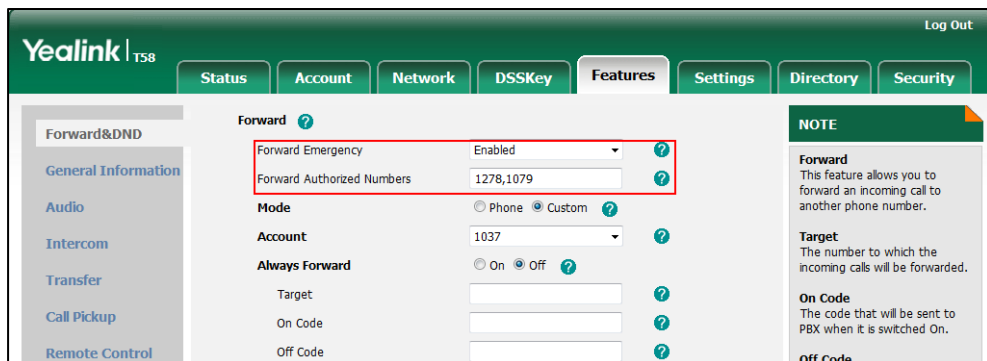 Log Out
Yealink T58
Status Account Network DSSKey Features Settings Directory Security
Forward&DND
General Information
Audio
Intercom
Transfer
Call Pickup
Remote Control
Forward ?
Forward Emergency Enabled ?
Forward Authorized Numbers 1278,1079 ?
Mode Phone Custom ?
Account 1037 ?
Always Forward On Off ?
Target ?
On Code ?
Off Code ?
NOTE
Forward
This feature allows you to
forward an incoming call to
another phone number.
Target
The number to which the
incoming calls will be forwarded.
On Code
The code that will be sent to
PBX when it is switched On.
Off Code